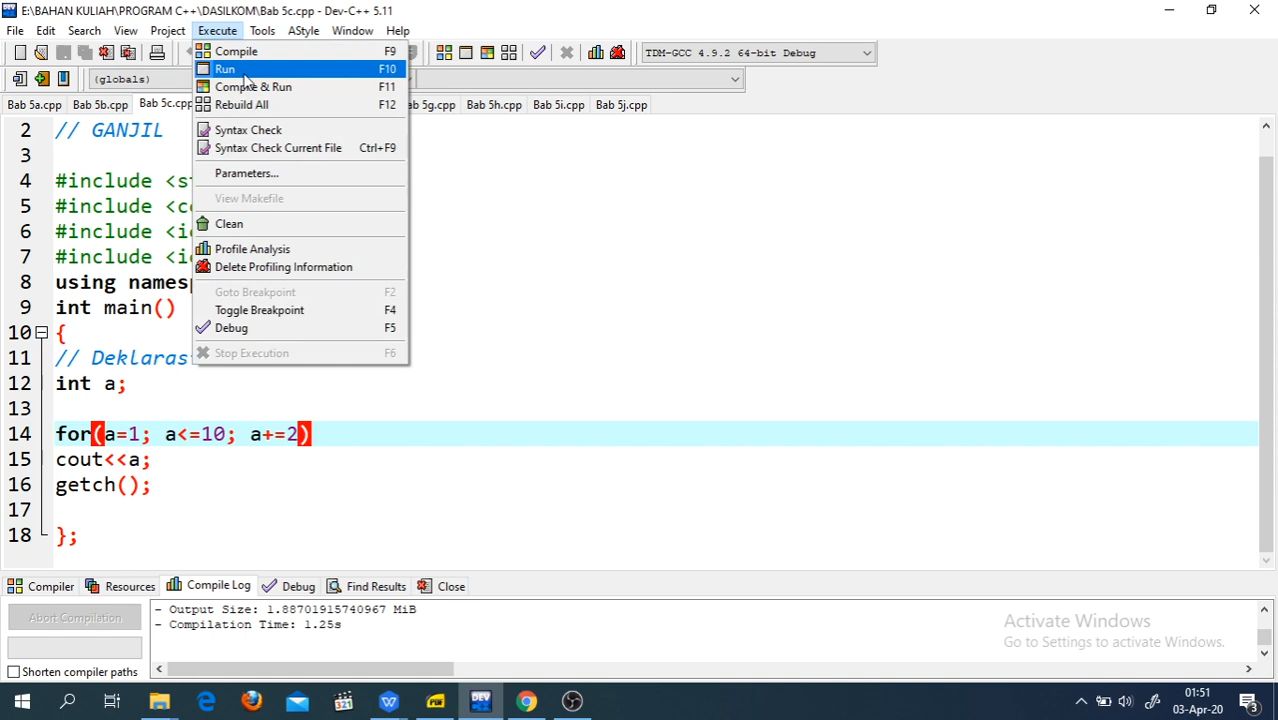 E:\BAHAN KULIAH\PROGRAM C++\DASILKOM\Bab 5c.cpp - Dev-C++ 5.11
File Edit Search View Project Execute Tools AStyle Window Help
TDM-GCC 4.9.2 64-bit Debug
(globals)
Compile F9
Run F10
Compile & Run F11
Rebuild All F12
Syntax Check
Syntax Check Current File Ctrl+F9
Parameters...
View Makefile
Clean
Profile Analysis
Delete Profiling Information
Goto Breakpoint F2
Toggle Breakpoint F4
Debug F5
Stop Execution F6
Bab 5a.cpp Bab 5b.cpp Bab 5c.cpp 5g.cpp Bab 5h.cpp Bab 5i.cpp Bab 5j.cpp
2 // GANJIL
3
4 #include <s
5 #include <c
6 #include <i
7 #include <i
8 using namesp
9 int main()
10 {
11 // Deklaras
12 int a;
13
14 for(a=1; a<=10; a+=2)
15 cout<<a;
16 getch();
17
18 };
Compiler Resources Compile Log Debug Find Results Close
Abort Compilation
Shorten compiler paths
- Output Size: 1.88701915740967 MiB
- Compilation Time: 1.25s
Activate Windows
Go to Settings to activate Windows.
01:51
03-Apr-20
3